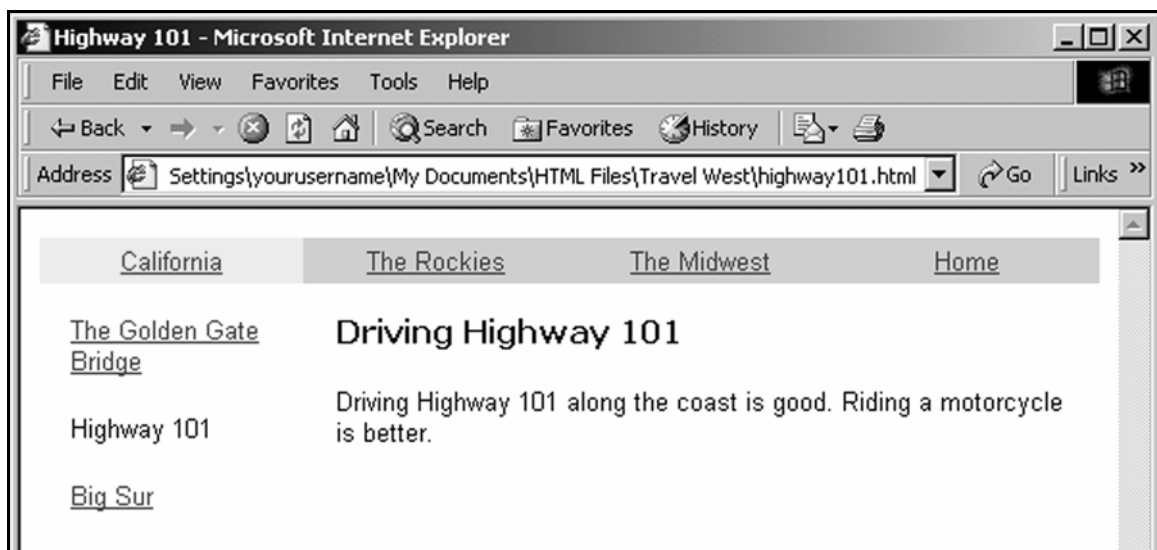 Highway 101 - Microsoft Internet Explorer
File Edit View Favorites Tools Help
Back Search Favorites History
Address Settings\yourusername\My Documents\HTML Files\Travel West\highway101.html Go Links »
California The Rockies The Midwest Home
The Golden Gate
Bridge
Highway 101
Big Sur
Driving Highway 101
Driving Highway 101 along the coast is good. Riding a motorcycle
is better.